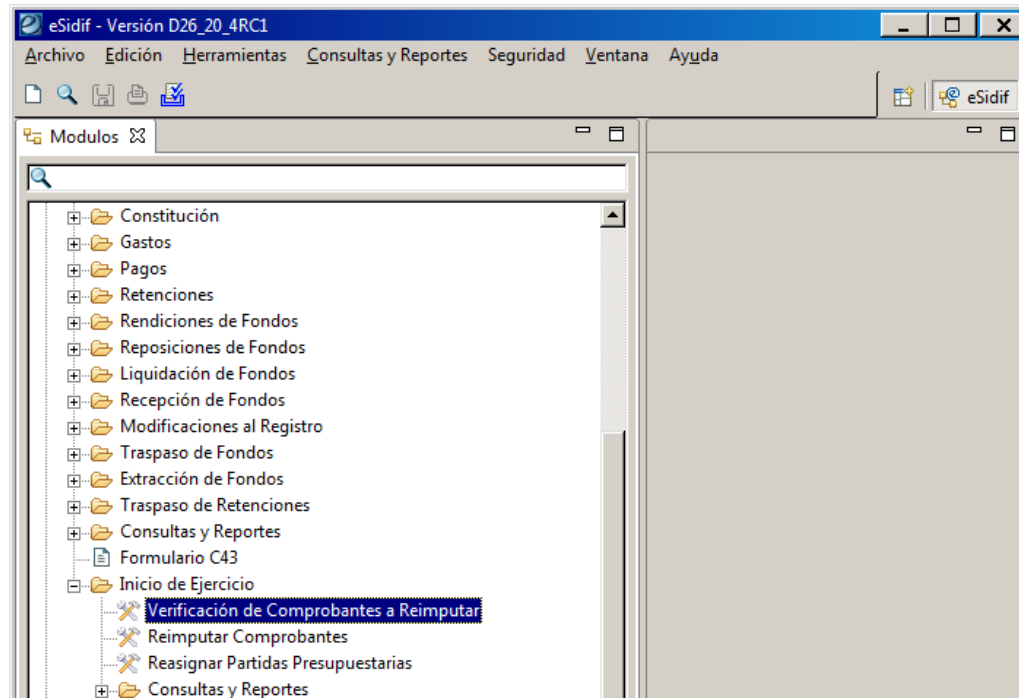 eSidif - Versión D26_20_4RC1
Archivo Edición Herramientas Consultas y Reportes Seguridad Ventana Ayuda
eSidif
Modulos
Constitución
Gastos
Pagos
Retenciones
Rendiciones de Fondos
Reposiciones de Fondos
Liquidación de Fondos
Recepción de Fondos
Modificaciones al Registro
Traspaso de Fondos
Extracción de Fondos
Traspaso de Retenciones
Consultas y Reportes
Formulario C43
Inicio de Ejercicio
Verificación de Comprobantes a Reimputar
Reimputar Comprobantes
Reasignar Partidas Presupuestarias
Consultas y Reportes